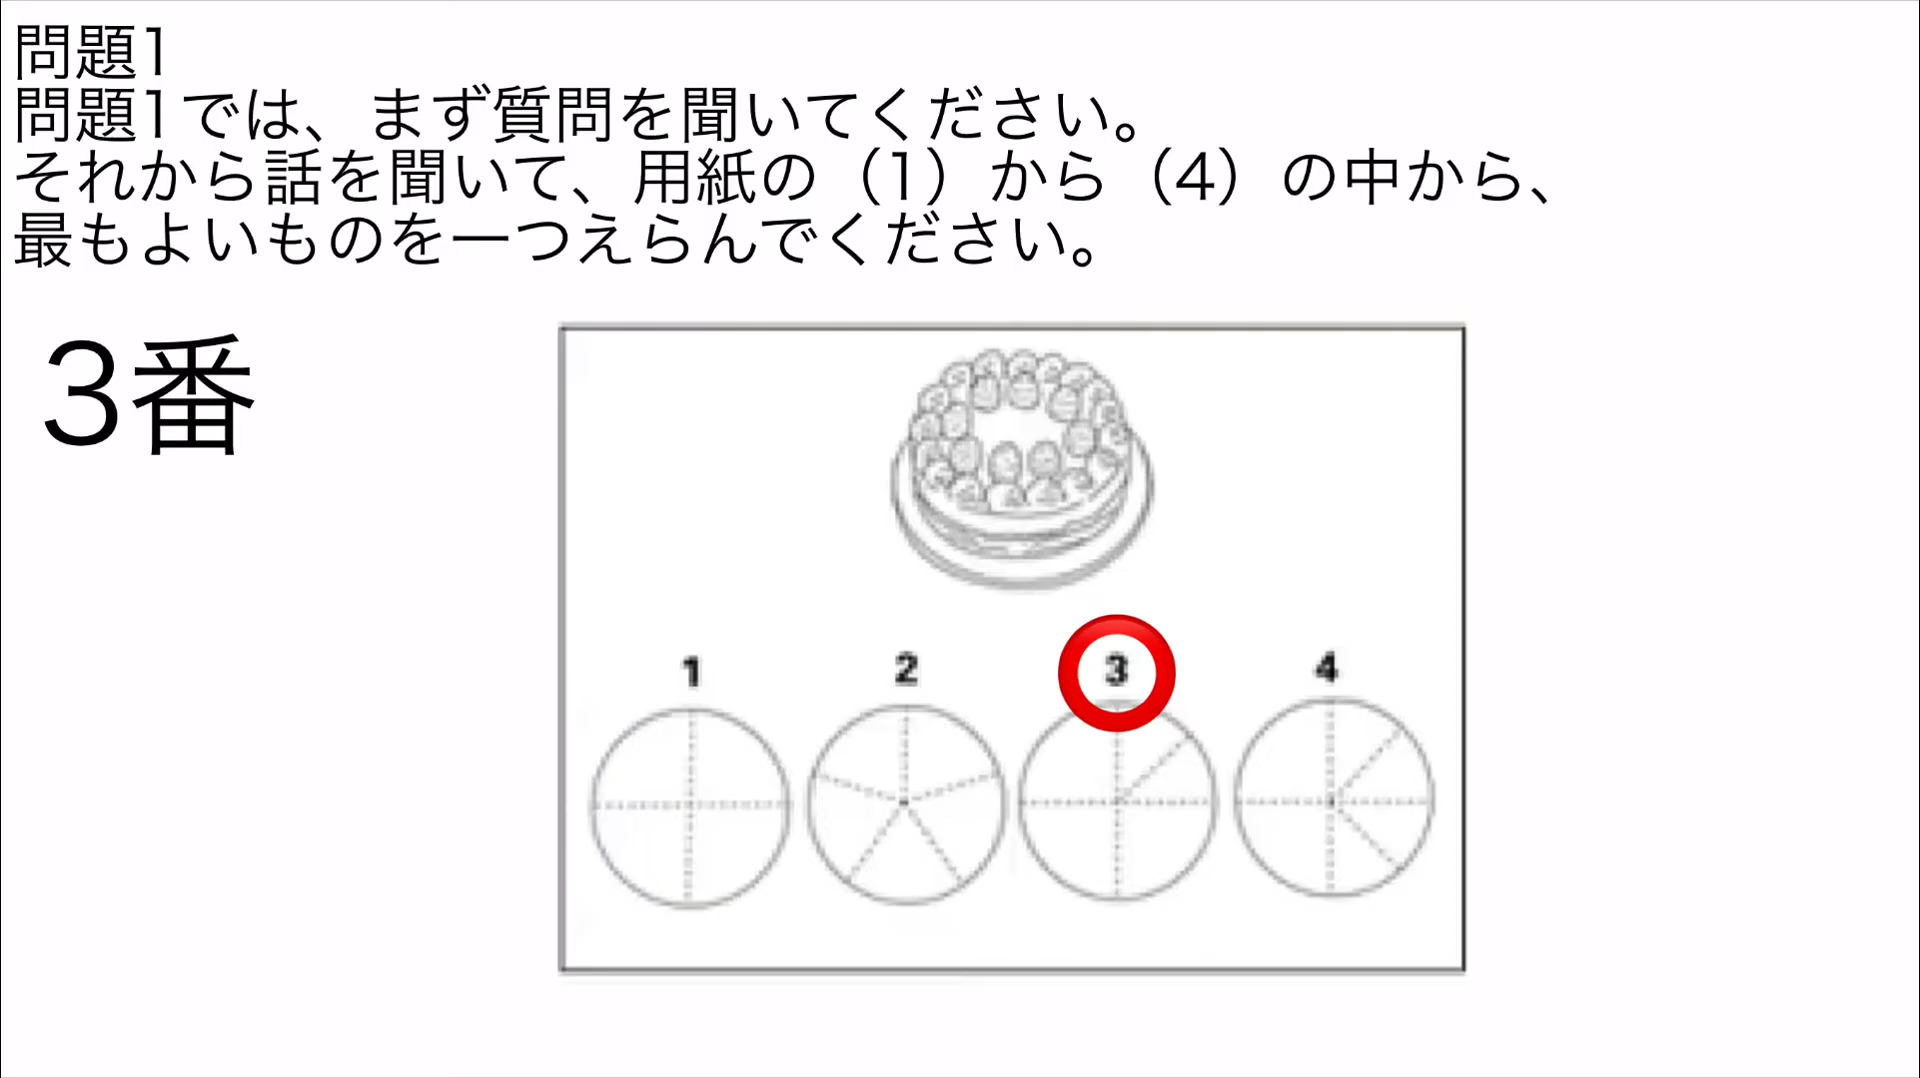 問題1
問題1では、まず質問を聞いてください。
それから話を聞いて、用紙の（1）から（4）の中から、
最もよいものを一つえらんでください。
3番
1 2 3 4